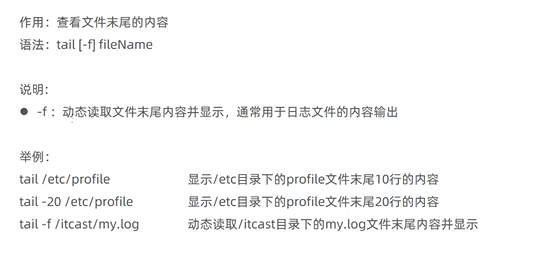 作用：查看文件末尾的内容
语法：tail [-f] fileName
说明：
● -f ：动态读取文件末尾内容并显示，通常用于日志文件的内容输出
举例：
tail /etc/profile 显示/etc目录下的profile文件末尾10行的内容
tail -20 /etc/profile 显示/etc目录下的profile文件末尾20行的内容
tail -f /itcast/my.log 动态读取/itcast目录下的my.log文件末尾内容并显示